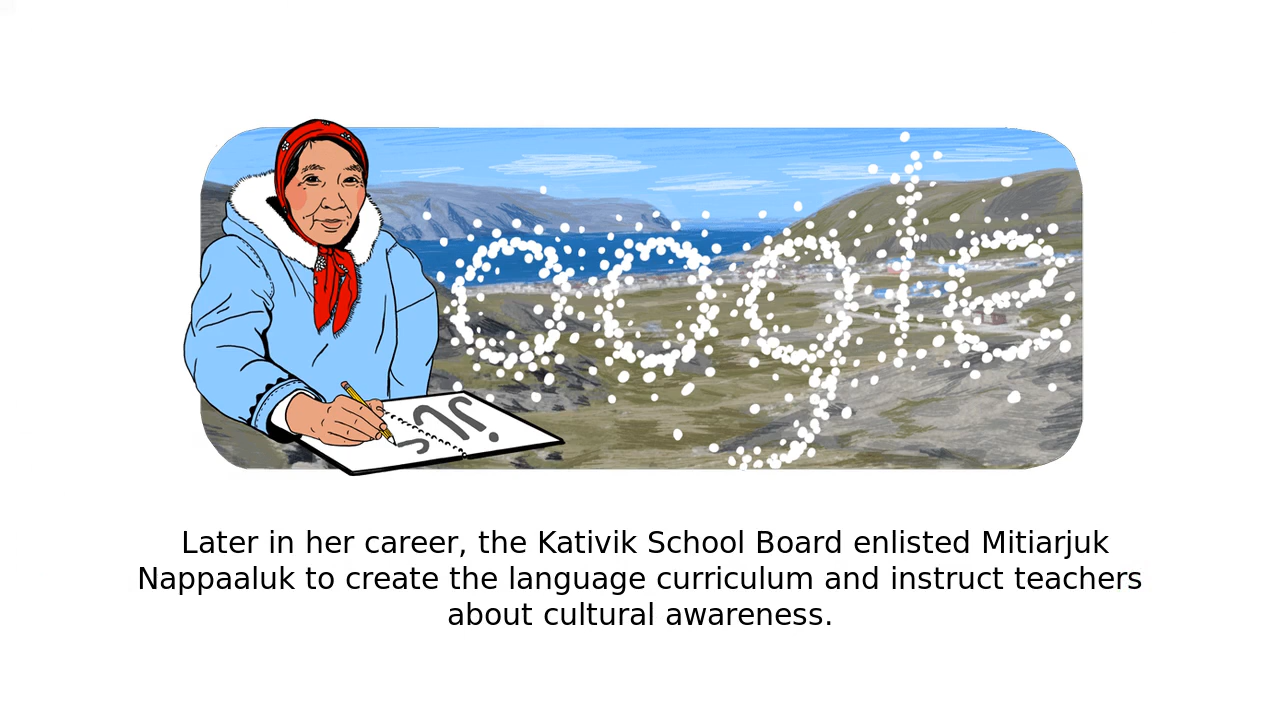 oogle
Later in her career, the Kativik School Board enlisted Mitiarjuk
Nappaaluk to create the language curriculum and instruct teachers
about cultural awareness.